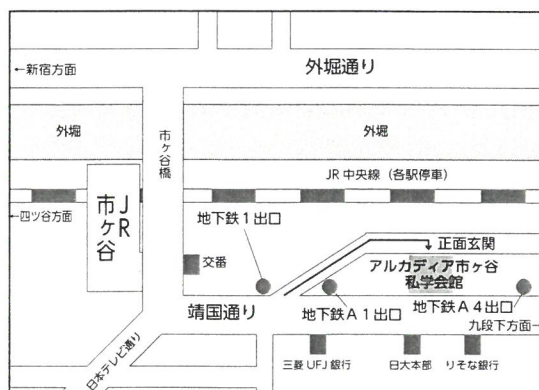 ←新宿方面
外堀通り
外堀
市ヶ谷橋
外堀
JR中央線（各駅停車）
←四ツ谷方面
JR
市ヶ谷
地下鉄1出口
交番
正面玄関
アルカディア市ヶ谷
私学会館
靖国通り
地下鉄A1出口
地下鉄A4出口
九段下方面→
日本テレビ通り
三菱UFJ銀行
日大本部
りそな銀行